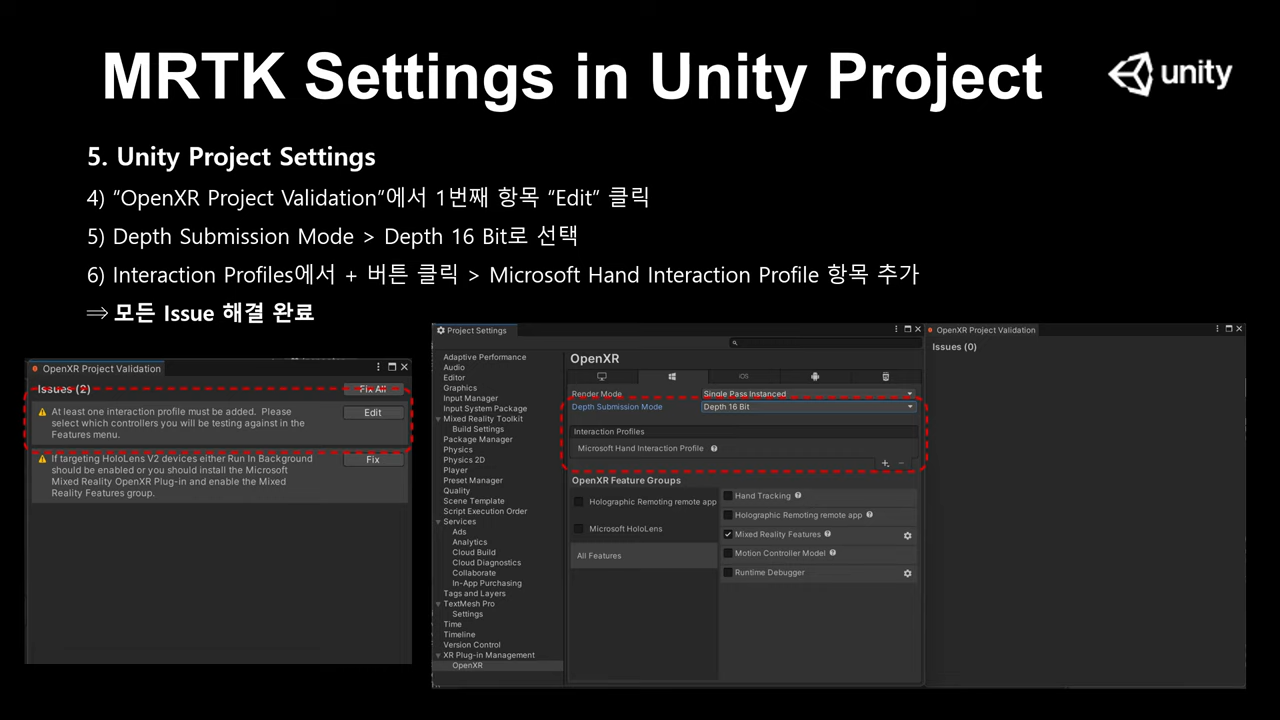 MRTK Settings in Unity Project
unity
5. Unity Project Settings
4) “OpenXR Project Validation”에서 1번째 항목 “Edit” 클릭
5) Depth Submission Mode > Depth 16 Bit로 선택
6) Interaction Profiles에서 + 버튼 클릭 > Microsoft Hand Interaction Profile 항목 추가
⇒ 모든 Issue 해결 완료
OpenXR Project Validation
Issues (2)
Fix All
At least one interaction profile must be added. Please
select which controllers you will be testing against in the
Features menu.
Edit
If targeting HoloLens V2 devices either Run In Background
should be enabled or you should install the Microsoft
Mixed Reality OpenXR Plug-in and enable the Mixed
Reality Features group.
Fix
Project Settings
Adaptive Performance
Audio
Editor
Graphics
Input Manager
Input System Package
Mixed Reality Toolkit
Build Settings
Package Manager
Physics
Physics 2D
Player
Preset Manager
Quality
Scene Template
Script Execution Order
Services
Ads
Analytics
Cloud Build
Cloud Diagnostics
Collaborate
In-App Purchasing
Tags and Layers
TextMesh Pro
Settings
Time
Timeline
Version Control
XR Plug-in Management
OpenXR
OpenXR
iOS
Render Mode
Single Pass Instanced
Depth Submission Mode
Depth 16 Bit
Interaction Profiles
Microsoft Hand Interaction Profile
OpenXR Feature Groups
Holographic Remoting remote app
Microsoft HoloLens
All Features
Hand Tracking
Holographic Remoting remote app
Mixed Reality Features
Motion Controller Model
Runtime Debugger
OpenXR Project Validation
Issues (0)